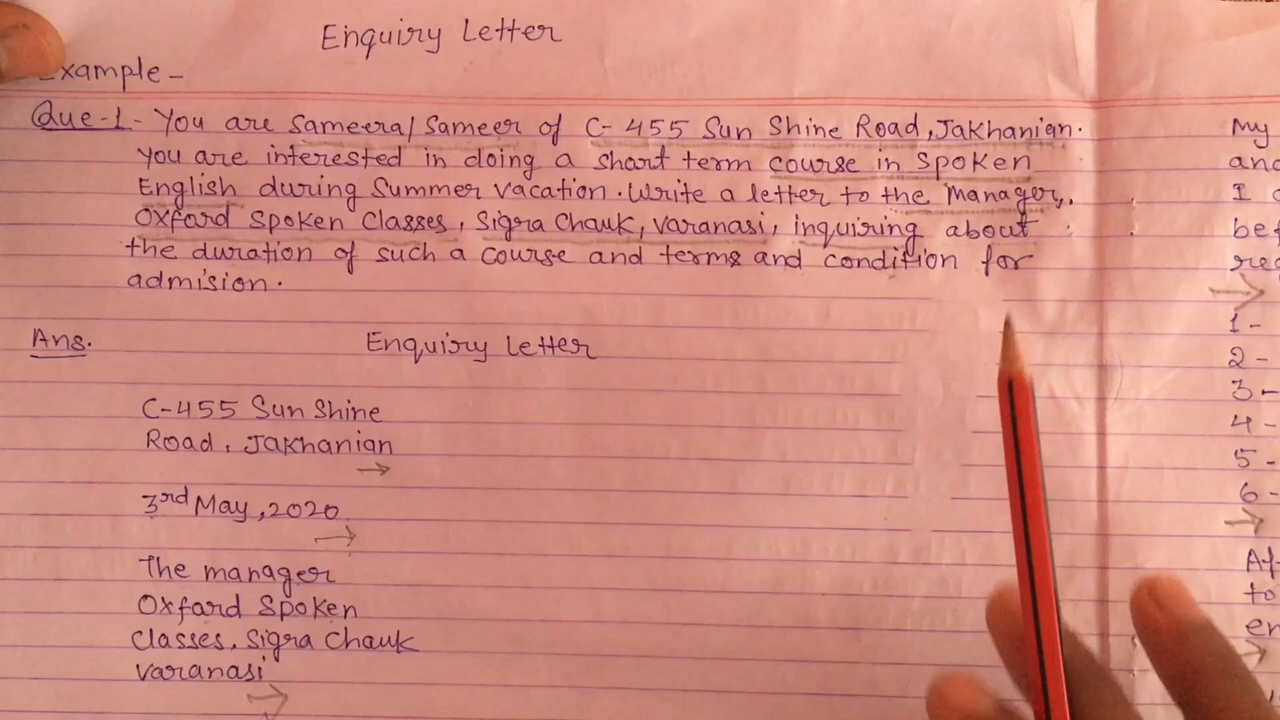 Enquiry Letter
Example -
Que-1 - You are Sameera/Sameer of C-455 Sun Shine Road, Jakhanian.
You are interested in doing a short term course in Spoken
English during Summer vacation. Write a letter to the Manager,
Oxford Spoken Classes, Sigra Chauk, Varanasi, inquiring about
the duration of such a course and terms and condition for
admision.
Ans. Enquiry Letter
C-455 Sun Shine
Road, Jakhanian
3rd May, 2020
The manager
Oxford Spoken
Classes, Sigra Chauk
Varanasi
My
and
I
1-
2-
3-
4-
5-
6-
to